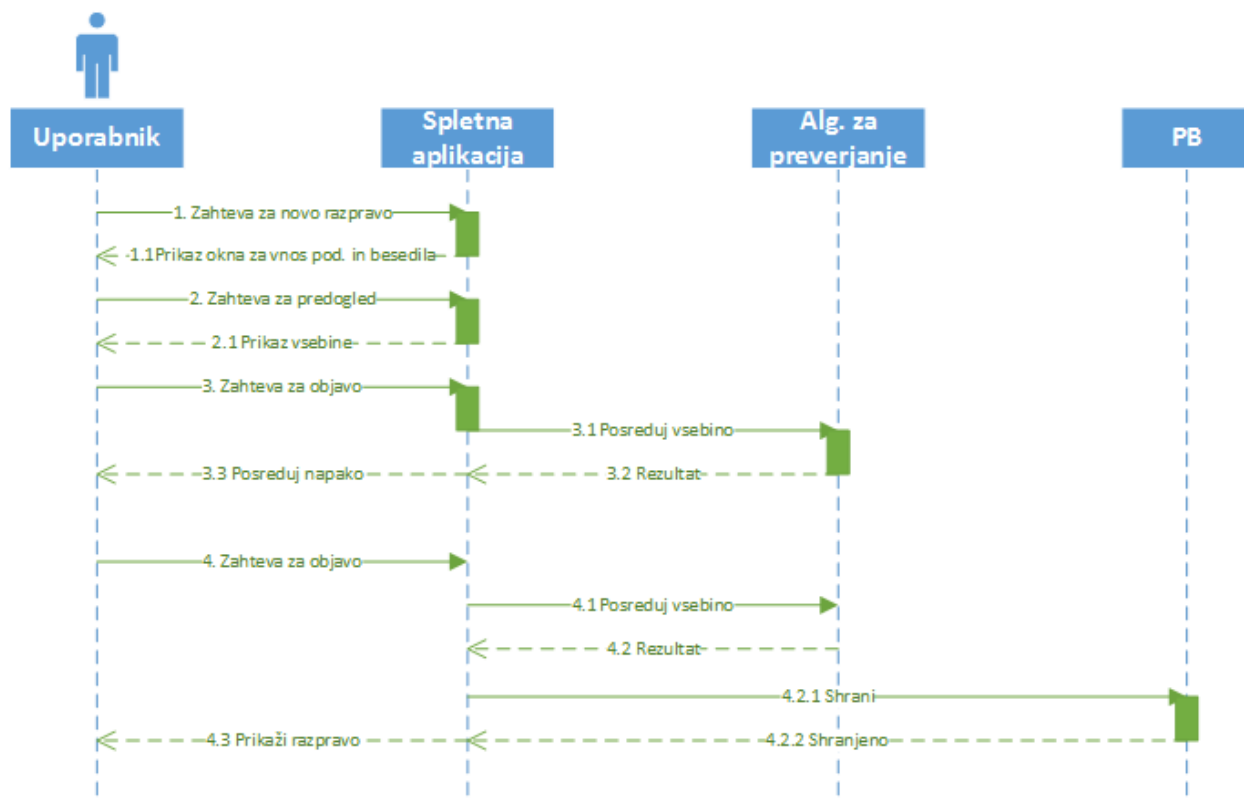 Uporabnik
Spletna
aplikacija
Alg. za
preverjanje
PB
1. Zahteva za novo razpravo
1.1 Prikaz okna za vnos pod. in besedila
2. Zahteva za predogled
2.1 Prikaz vsebine
3. Zahteva za objavo
3.1 Posreduj vsebino
3.3 Posreduj napako
3.2 Rezultat
4. Zahteva za objavo
4.1 Posreduj vsebino
4.2 Rezultat
4.2.1 Shrani
4.3 Prikaži razpravo
4.2.2 Shranjeno